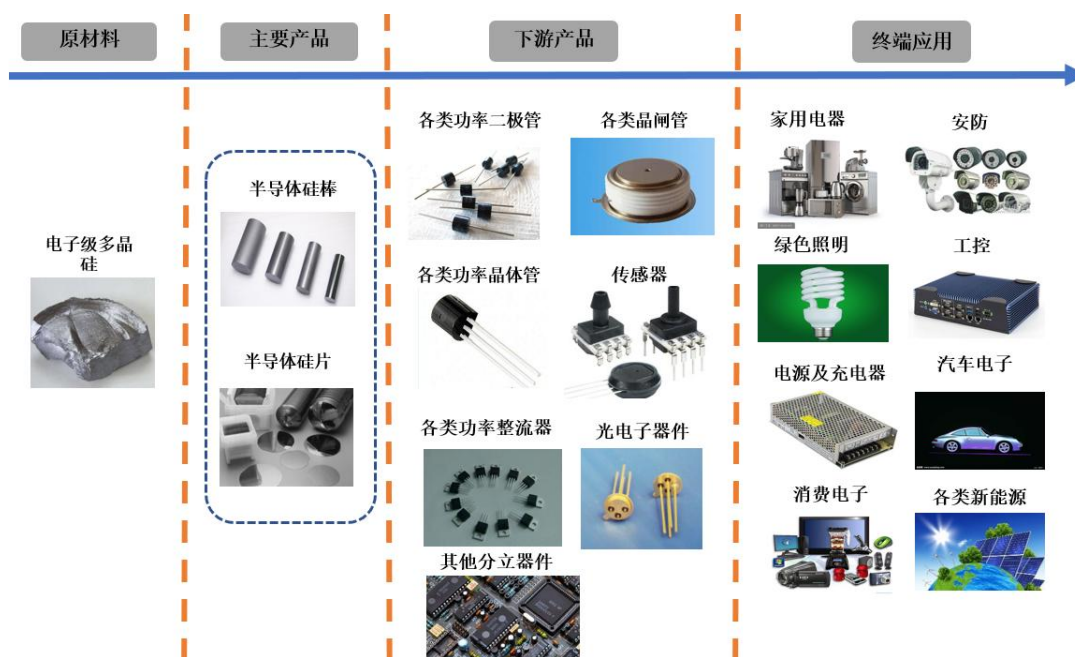 原材料
主要产品
下游产品
终端应用
电子级多晶
硅
半导体硅棒
半导体硅片
各类功率二极管
各类晶闸管
各类功率晶体管
传感器
各类功率整流器
光电子器件
其他分立器件
家用电器
安防
绿色照明
工控
电源及充电器
汽车电子
消费电子
各类新能源